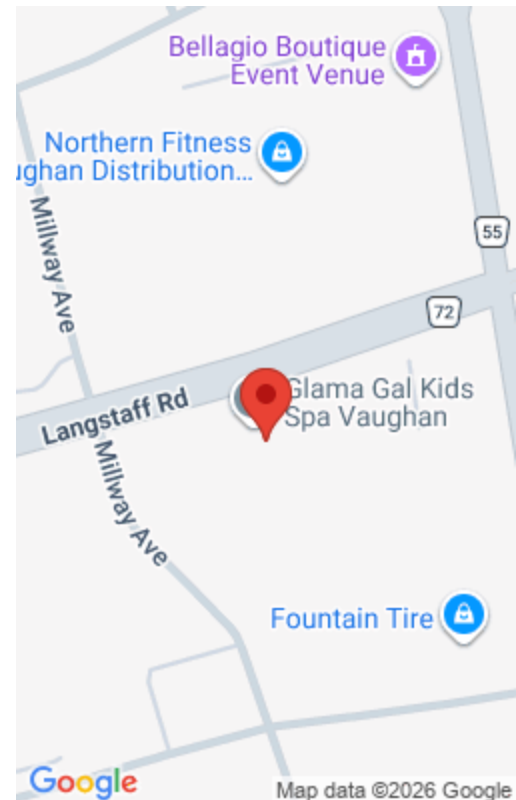 Bellagio Boutique
Event Venue
Northern Fitness
ughan Distribution...
Millway Ave
55
72
Glama Gal Kids
Spa Vaughan
Langstaff Rd
Millway Ave
Fountain Tire
Google
Map data ©2026 Google